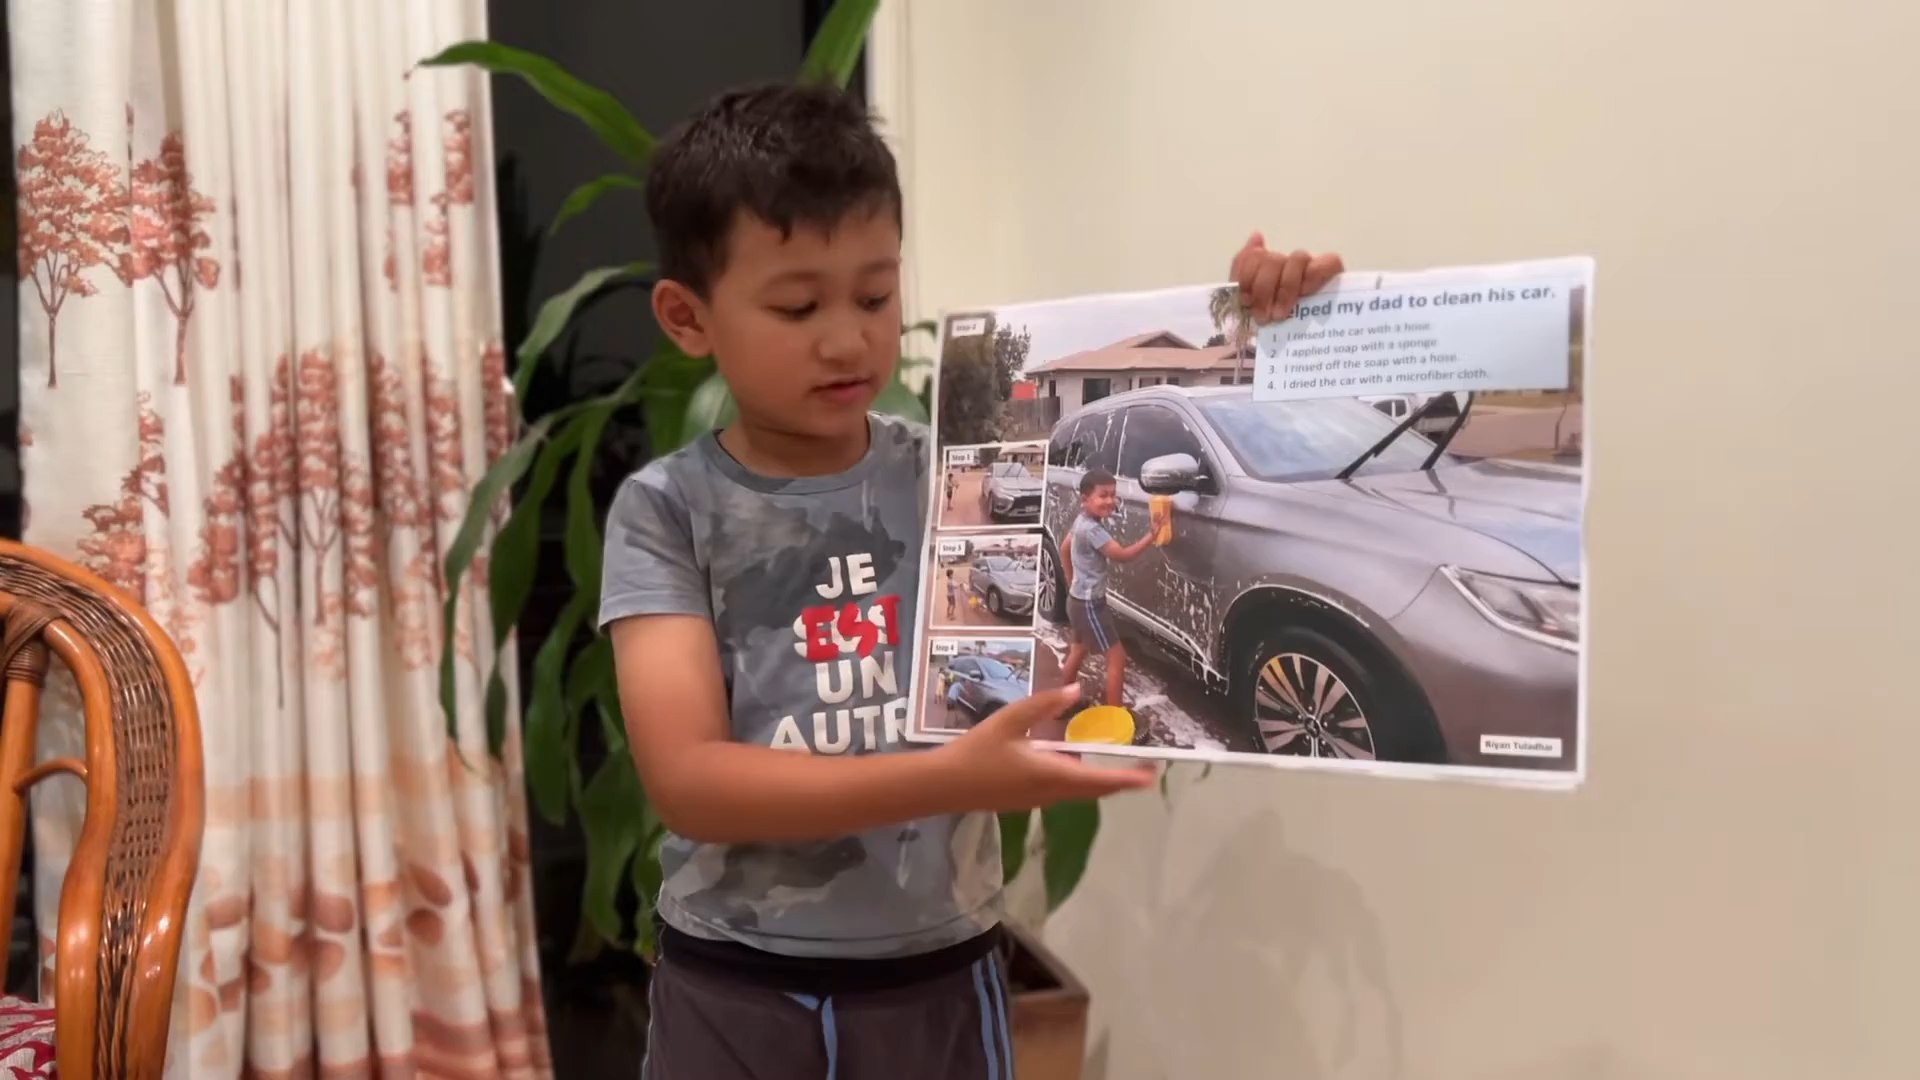 JE
EST
UN
AUTR
elped my dad to clean his car.
1. I rinsed the car with a hose.
2. I applied soap with a sponge.
3. I rinsed off the soap with a hose.
4. I dried the car with a microfiber cloth.
Step 2
Step 1
Step 3
Step 4
Riyan Tuladhar